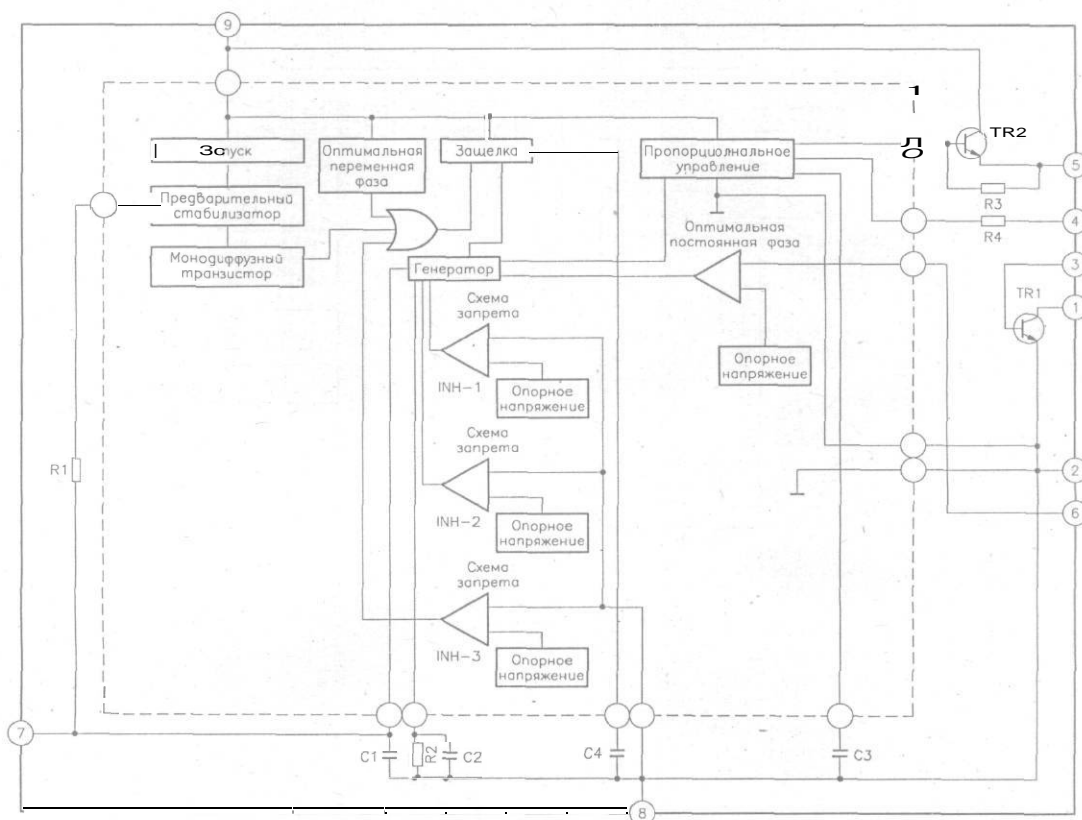 9
TR2
5
R3
4
R4
3
TR1
1
2
6
Оптимальная
переменная
фаза
Защелка
Пропорциолнальное
управление
Предварительный
стабилизатор
Монодиффузный
транзистор
Оптимальная
постоянная фаза
Генератор
Схема
запрета
INH-1
Опорное
напряжение
Опорное
напряжение
Схема
запрета
INH-2
Опорное
напряжение
Схема
запрета
INH-3
Опорное
напряжение
R1
7
C1
R2
C2
C4
C3
8